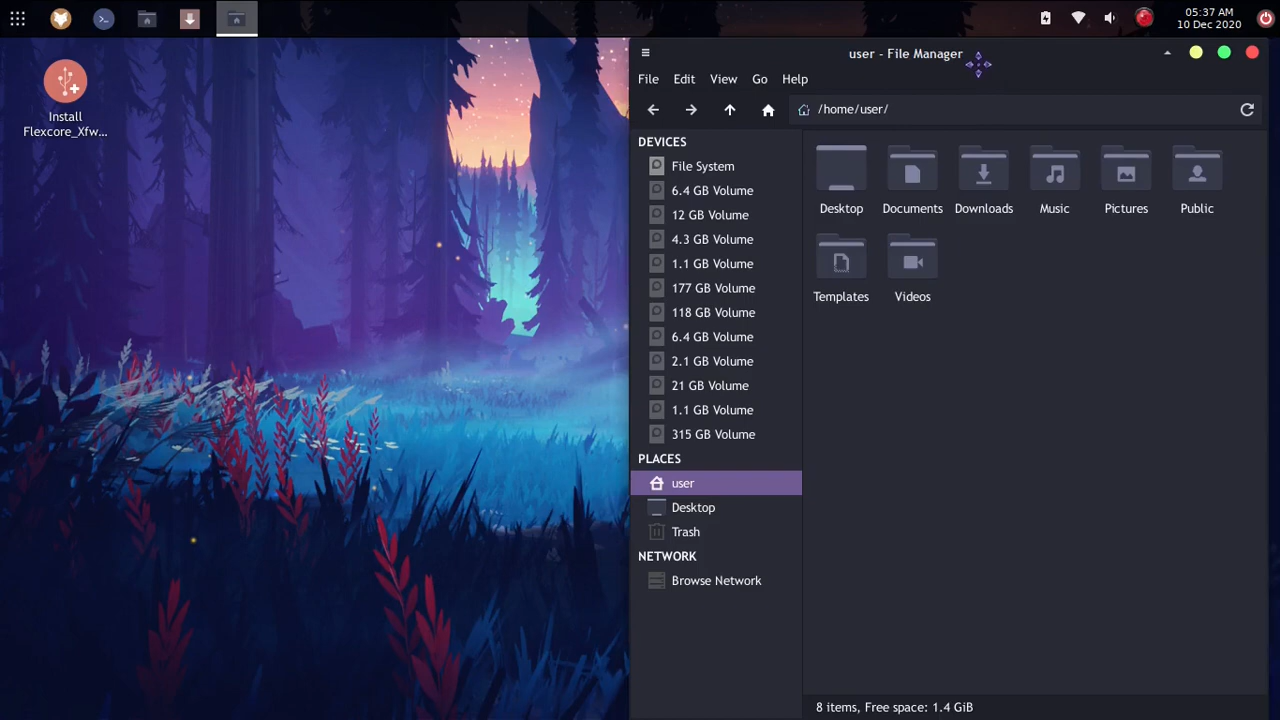 05:37 AM
10 Dec 2020
Install
Flexcore_Xfw...
user - File Manager
File Edit View Go Help
/home/user/
DEVICES
File System
6.4 GB Volume
12 GB Volume
4.3 GB Volume
1.1 GB Volume
177 GB Volume
118 GB Volume
6.4 GB Volume
2.1 GB Volume
21 GB Volume
1.1 GB Volume
315 GB Volume
PLACES
user
Desktop
Trash
NETWORK
Browse Network
Desktop Documents Downloads Music Pictures Public
Templates Videos
8 items, Free space: 1.4 GiB